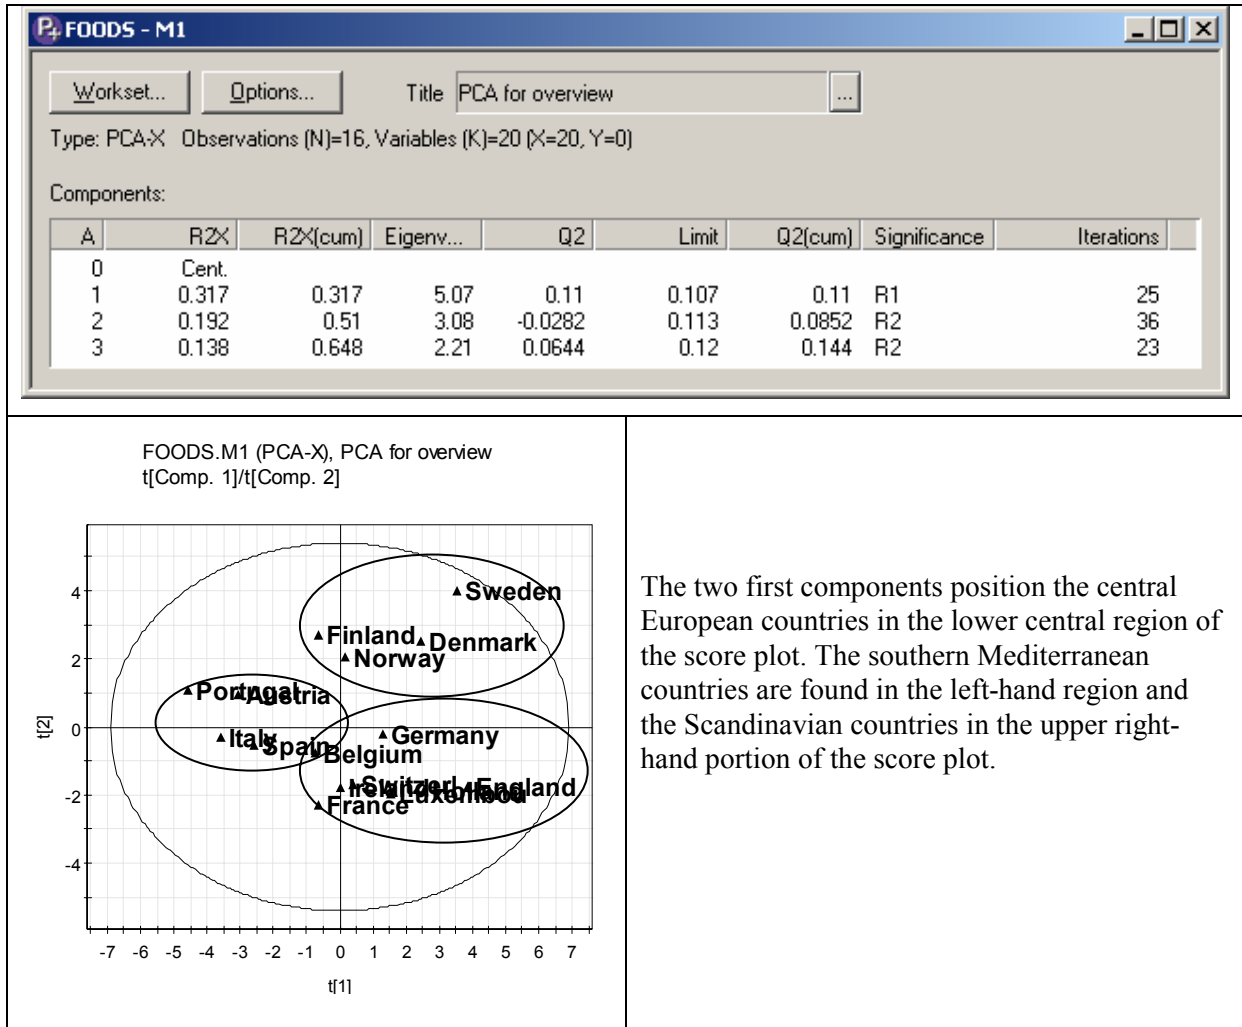 FOODS - M1
Workset... Options... Title PCA for overview ...
Type: PCA-X Observations (N)=16, Variables (K)=20 (X=20, Y=0)
Components:
A R2X R2X(cum) Eigenv... Q2 Limit Q2(cum) Significance Iterations
0 Cent.
1 0.317 0.317 5.07 0.11 0.107 0.11 R1 25
2 0.192 0.51 3.08 -0.0282 0.113 0.0852 R2 36
3 0.138 0.648 2.21 0.0644 0.12 0.144 R2 23
FOODS.M1 (PCA-X), PCA for overview
t[Comp. 1]/t[Comp. 2]
t[2]
4
2
0
-2
-4
Sweden
Finland
Denmark
Norway
Portugal
Austria
Italy
Spain
Germany
Belgium
Ireland
Switzerl
Holland
England
Luxembou
France
-7 -6 -5 -4 -3 -2 -1 0 1 2 3 4 5 6 7
t[1]
The two first components position the central
European countries in the lower central region of
the score plot. The southern Mediterranean
countries are found in the left-hand region and
the Scandinavian countries in the upper right-
hand portion of the score plot.